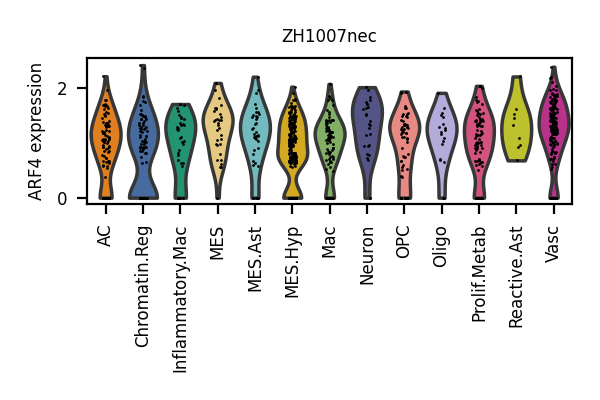 ZH1007nec
ARF4 expression
2
0
AC
Chromatin.Reg
Inflammatory.Mac
MES
MES.Ast
MES.Hyp
Mac
Neuron
OPC
Oligo
Prolif.Metab
Reactive.Ast
Vasc